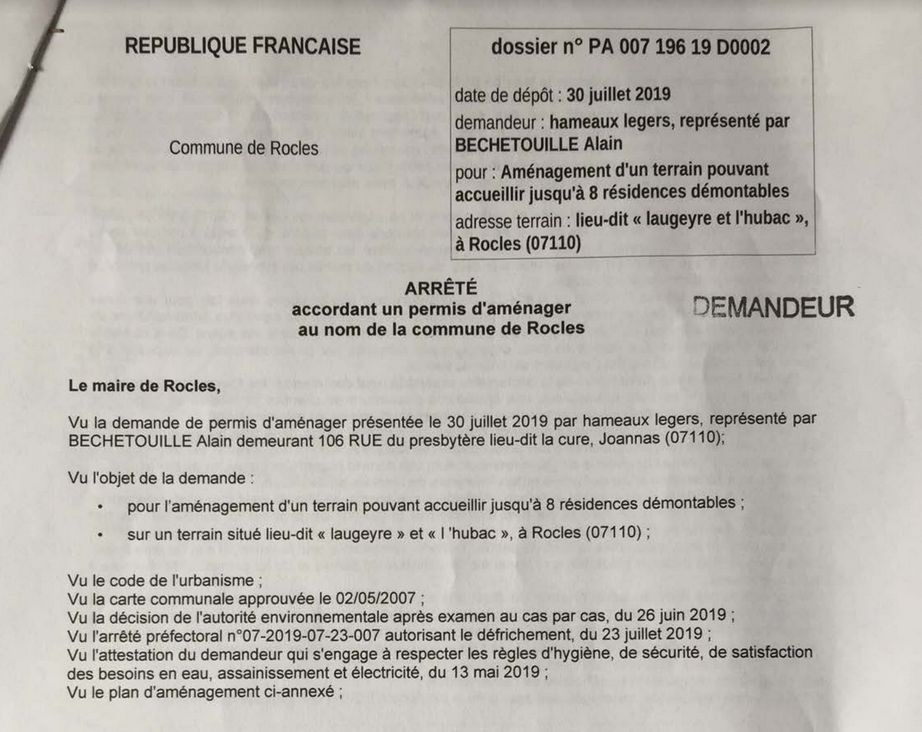 REPUBLIQUE FRANCAISE
Commune de Rocles
dossier n° PA 007 196 19 D0002
date de dépôt : 30 juillet 2019
demandeur : hameaux legers, représenté par
BECHETOUILLE Alain
pour : Aménagement d'un terrain pouvant
accueillir jusqu'à 8 résidences démontables
adresse terrain : lieu-dit « laugeyre et l'hubac »,
à Rocles (07110)
ARRÊTÉ
accordant un permis d'aménager
au nom de la commune de Rocles
DEMANDEUR
Le maire de Rocles,
Vu la demande de permis d'aménager présentée le 30 juillet 2019 par hameaux legers, représenté par
BECHETOUILLE Alain demeurant 106 RUE du presbytère lieu-dit la cure, Joannas (07110);
Vu l'objet de la demande :
• pour l'aménagement d'un terrain pouvant accueillir jusqu'à 8 résidences démontables ;
• sur un terrain situé lieu-dit « laugeyre » et « l 'hubac », à Rocles (07110) ;
Vu le code de l'urbanisme ;
Vu la carte communale approuvée le 02/05/2007 ;
Vu la décision de l'autorité environnementale après examen au cas par cas, du 26 juin 2019 ;
Vu l'arrêté préfectoral n°07-2019-07-23-007 autorisant le défrichement, du 23 juillet 2019 ;
Vu l'attestation du demandeur qui s'engage à respecter les règles d'hygiène, de sécurité, de satisfaction
des besoins en eau, assainissement et électricité, du 13 mai 2019 ;
Vu le plan d'aménagement ci-annexé ;